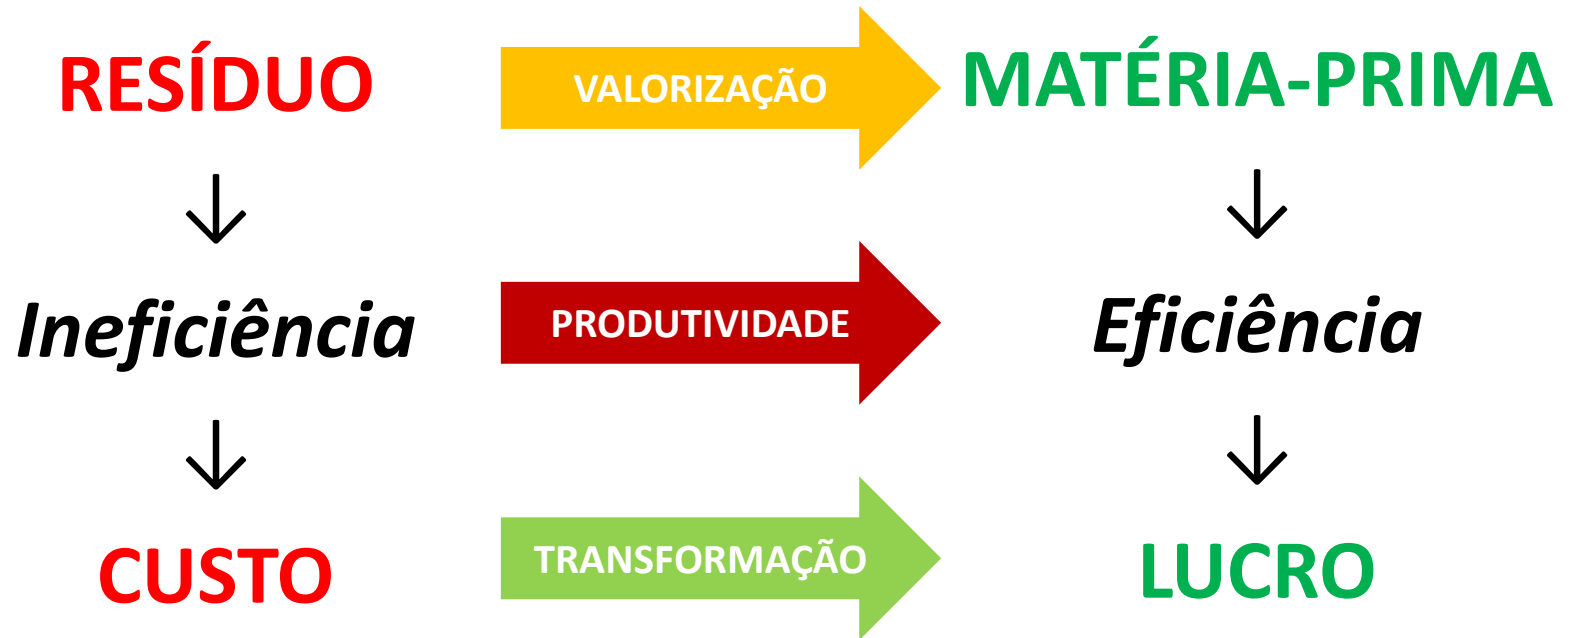 RESÍDUO
VALORIZAÇÃO
MATÉRIA-PRIMA
Ineficiência
PRODUTIVIDADE
Eficiência
CUSTO
TRANSFORMAÇÃO
LUCRO